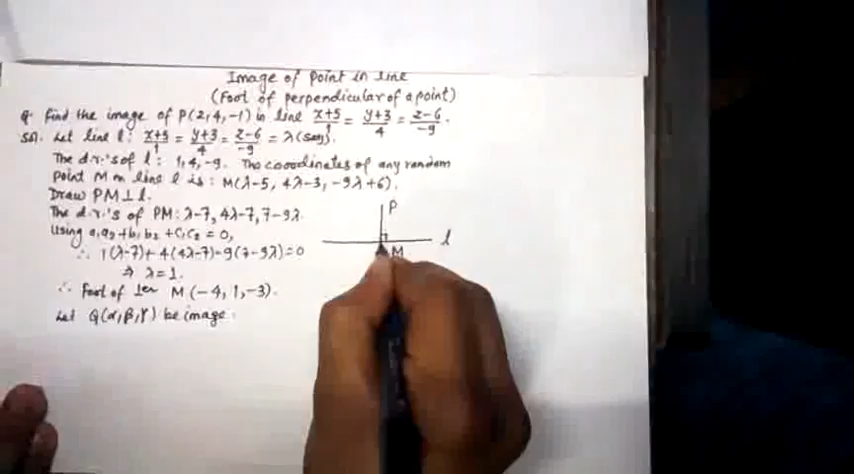 Image of Point in line
(Foot of perpendicular of a point)
Q. Find the image of P(2,4,-1) in line x+5/1 = y+3/4 = z-6/-9.
Sol. Let line l: x+5/1 = y+3/4 = z-6/-9 = λ(say).
The d.r.'s of l: 1,4,-9. The coordinates of any random
point M on line l is: M(λ-5, 4λ-3, -9λ+6).
Draw PM⊥l.
The d.r.'s of PM: λ-7, 4λ-7, 7-9λ.
Using a₁a₂+b₁b₂+c₁c₂=0,
∴ 1(λ-7)+4(4λ-7)-9(7-9λ)=0
⇒ λ=1.
∴ Foot of ⊥er M(-4,1,-3).
Let Q(α,β,γ) be image.
P
l
M